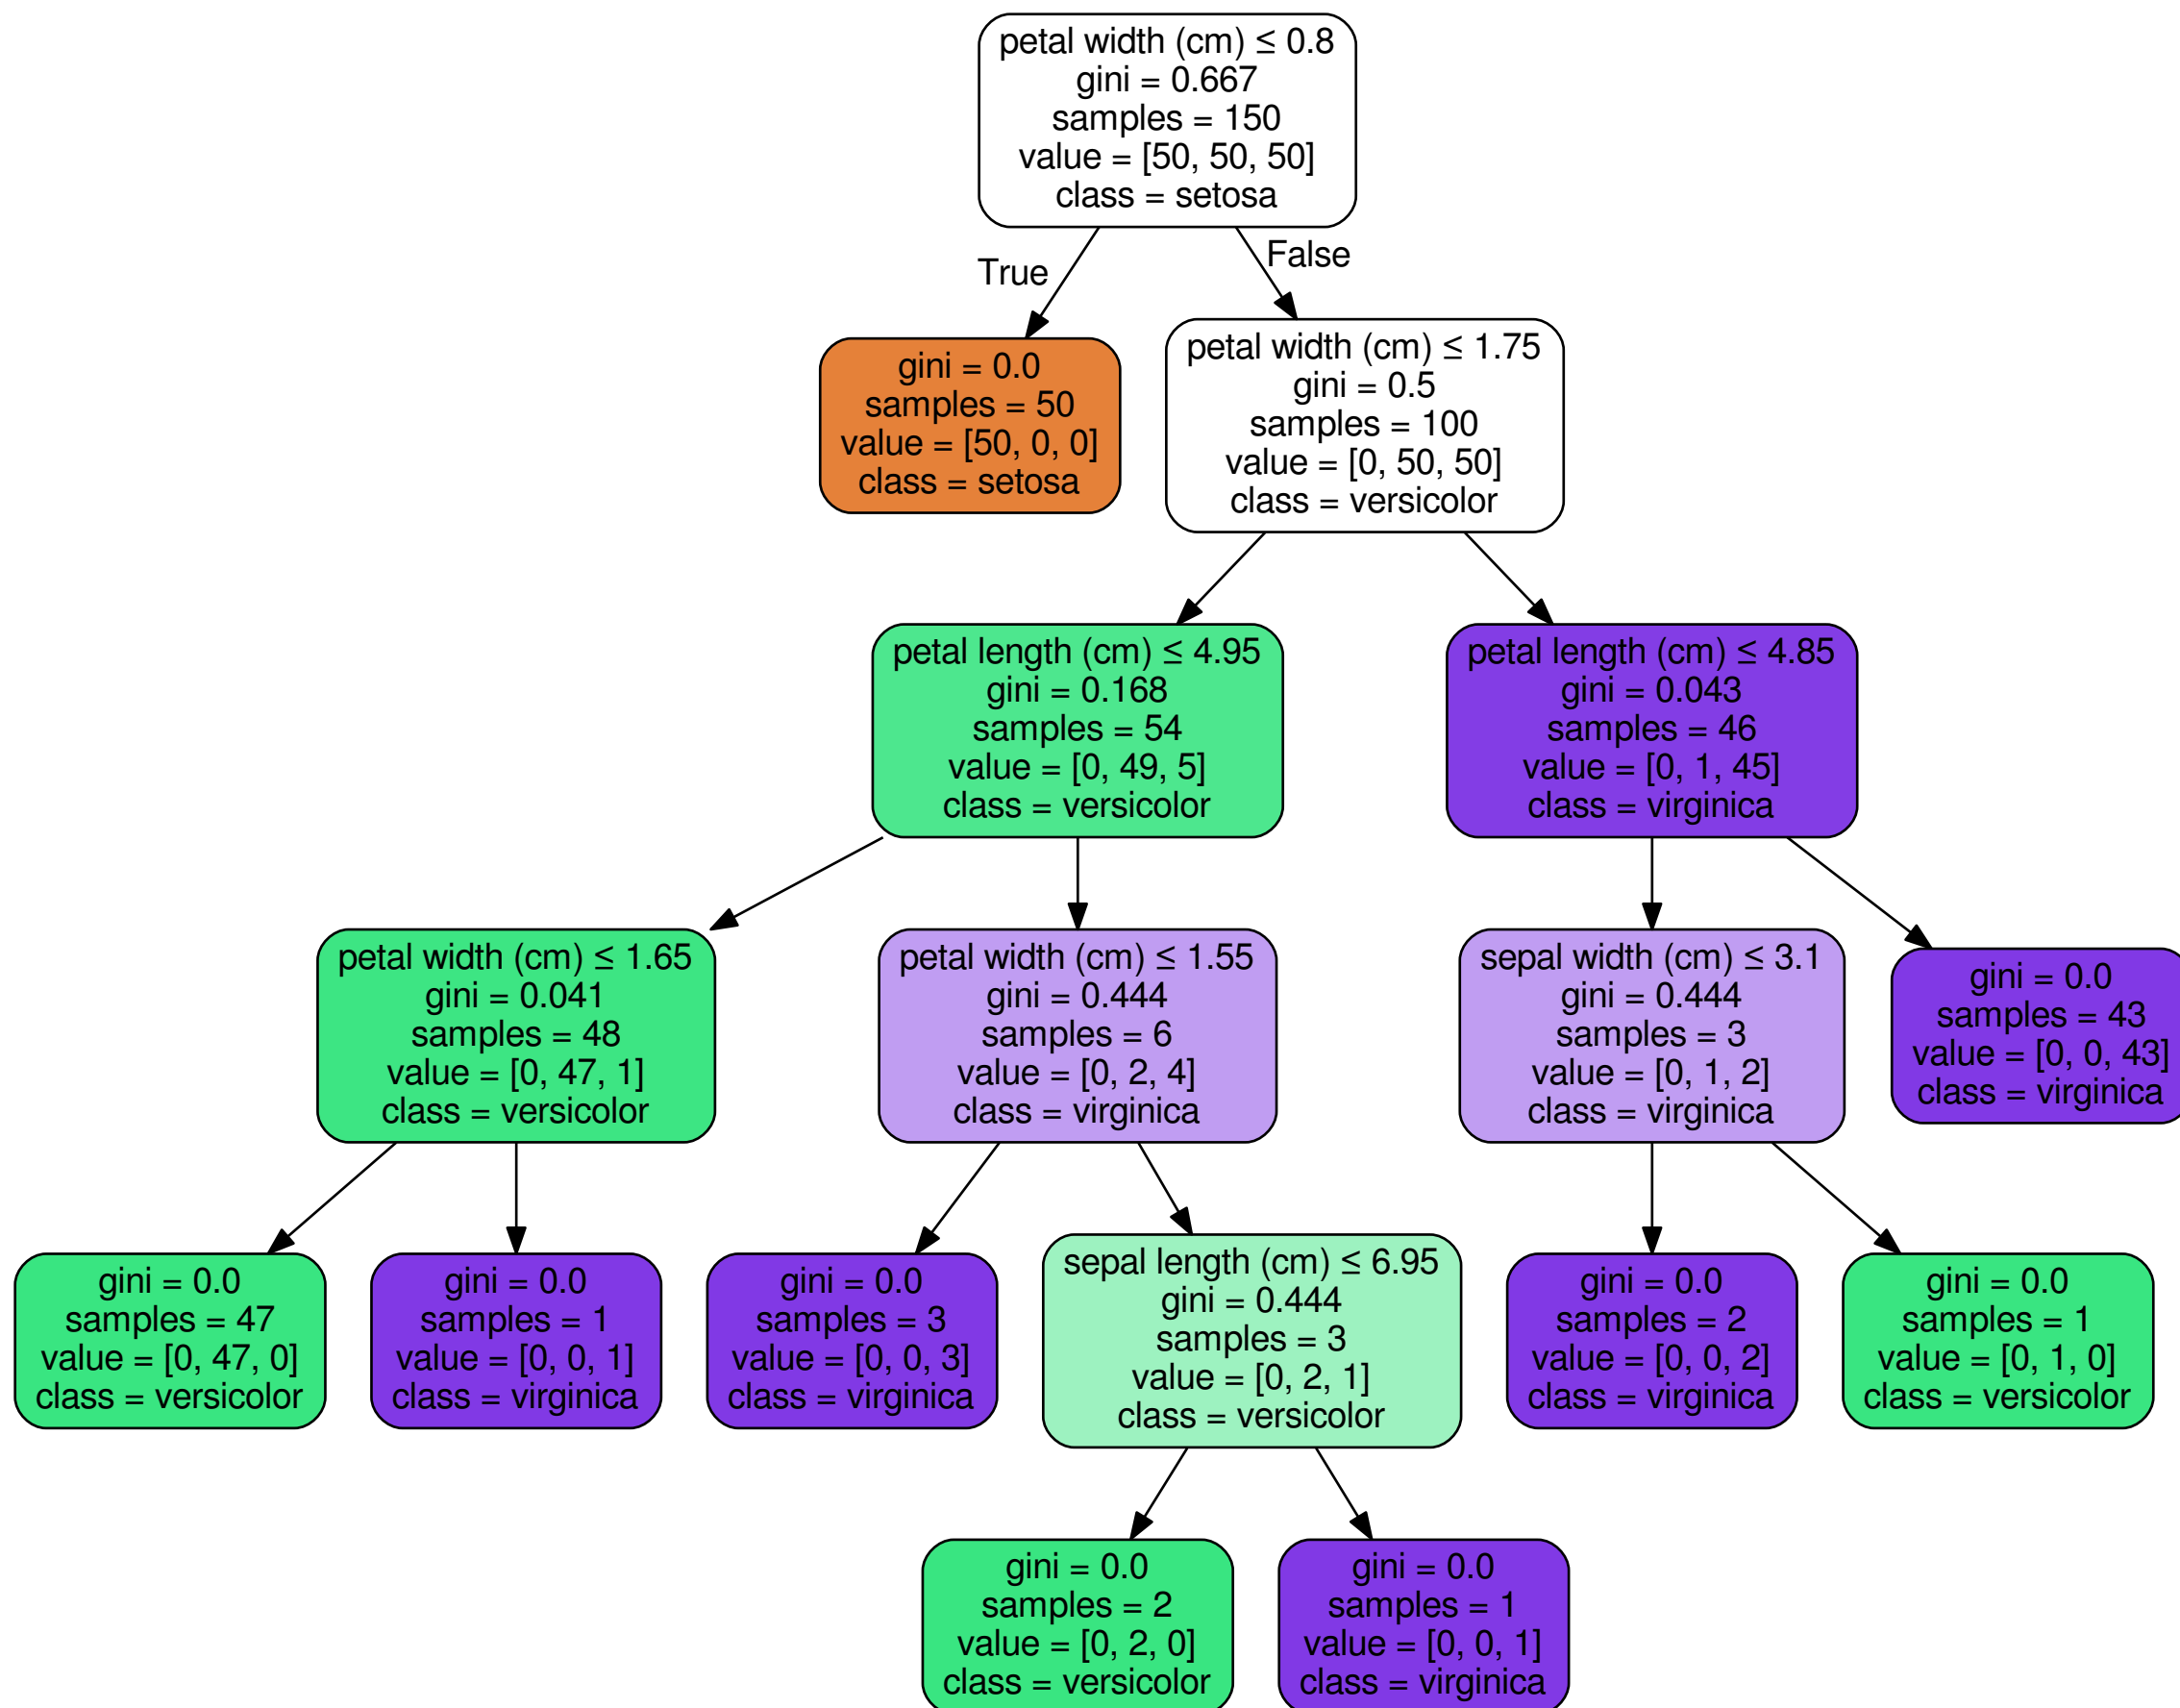 petal width (cm) ≤ 0.8
gini = 0.667
samples = 150
value = [50, 50, 50]
class = setosa
True
False
gini = 0.0
samples = 50
value = [50, 0, 0]
class = setosa
petal width (cm) ≤ 1.75
gini = 0.5
samples = 100
value = [0, 50, 50]
class = versicolor
petal length (cm) ≤ 4.95
gini = 0.168
samples = 54
value = [0, 49, 5]
class = versicolor
petal length (cm) ≤ 4.85
gini = 0.043
samples = 46
value = [0, 1, 45]
class = virginica
petal width (cm) ≤ 1.65
gini = 0.041
samples = 48
value = [0, 47, 1]
class = versicolor
petal width (cm) ≤ 1.55
gini = 0.444
samples = 6
value = [0, 2, 4]
class = virginica
sepal width (cm) ≤ 3.1
gini = 0.444
samples = 3
value = [0, 1, 2]
class = virginica
gini = 0.0
samples = 43
value = [0, 0, 43]
class = virginica
gini = 0.0
samples = 47
value = [0, 47, 0]
class = versicolor
gini = 0.0
samples = 1
value = [0, 0, 1]
class = virginica
gini = 0.0
samples = 3
value = [0, 0, 3]
class = virginica
sepal length (cm) ≤ 6.95
gini = 0.444
samples = 3
value = [0, 2, 1]
class = versicolor
gini = 0.0
samples = 2
value = [0, 0, 2]
class = virginica
gini = 0.0
samples = 1
value = [0, 1, 0]
class = versicolor
gini = 0.0
samples = 2
value = [0, 2, 0]
class = versicolor
gini = 0.0
samples = 1
value = [0, 0, 1]
class = virginica